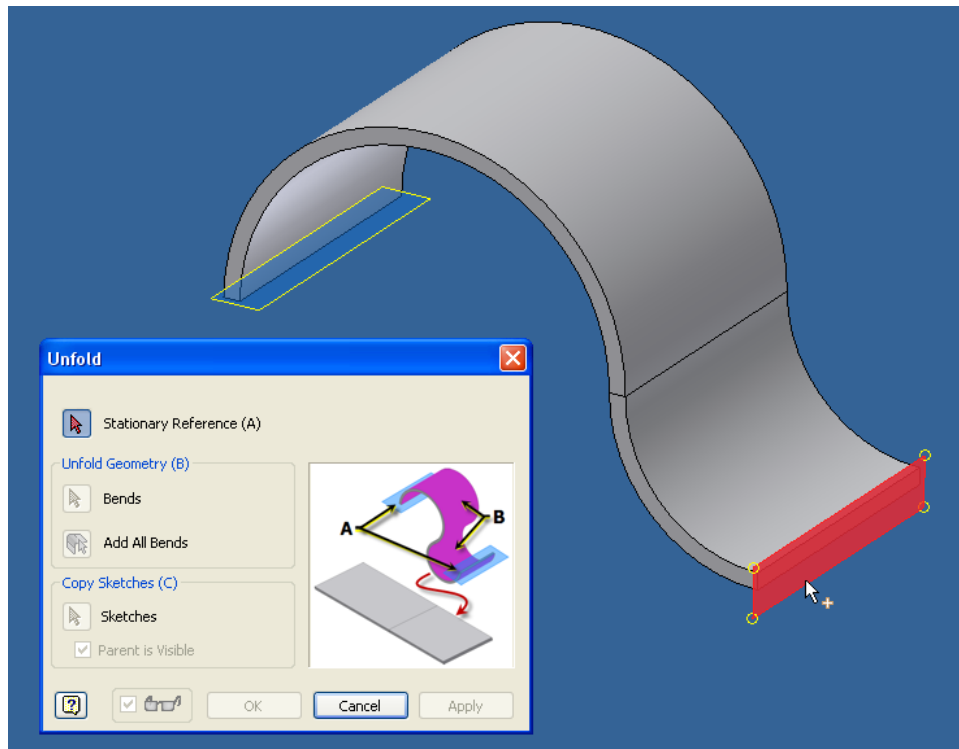 Unfold
Stationary Reference (A)
Unfold Geometry (B)
Bends
Add All Bends
Copy Sketches (C)
Sketches
Parent is Visible
A
B
OK
Cancel
Apply